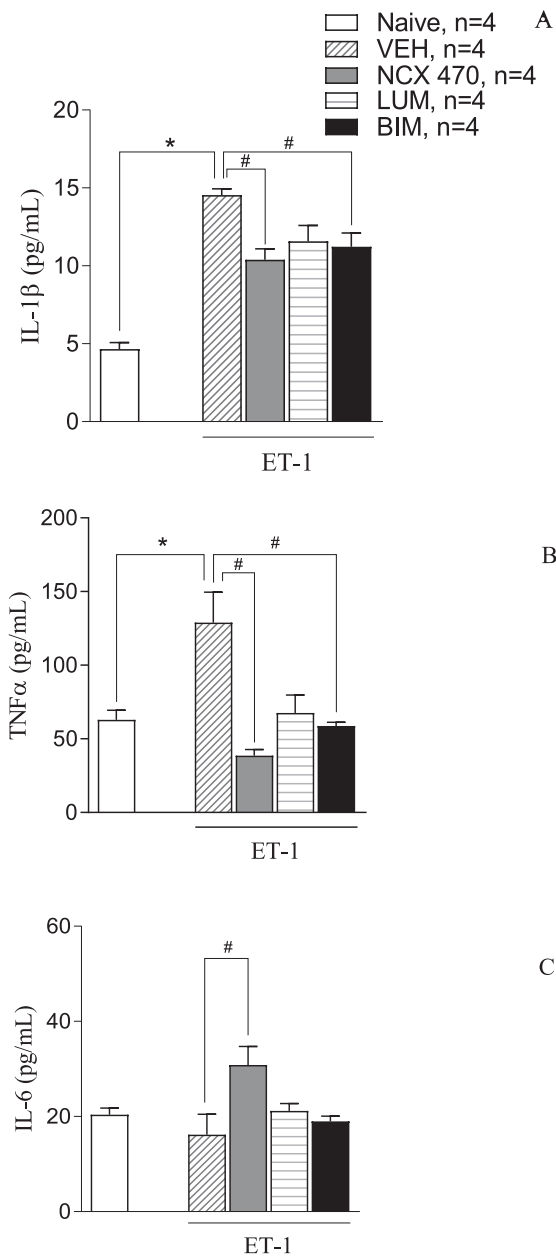 A
Naive, n=4
VEH, n=4
NCX 470, n=4
LUM, n=4
BIM, n=4
IL-1β (pg/mL)
20
15
10
5
0
*
#
#
ET-1
B
TNFα (pg/mL)
200
150
100
50
0
*
#
#
ET-1
C
IL-6 (pg/mL)
60
40
20
0
#
ET-1